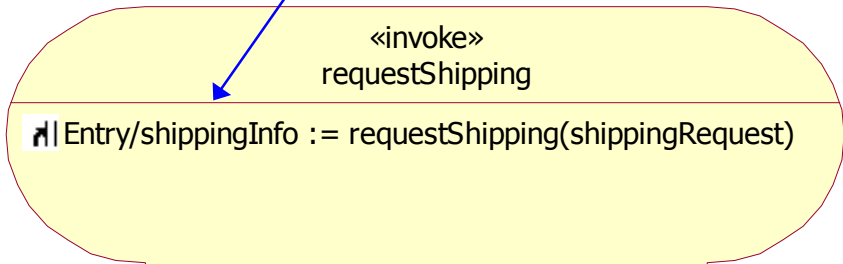 «invoke»
requestShipping
Entry/shippingInfo := requestShipping(shippingRequest)